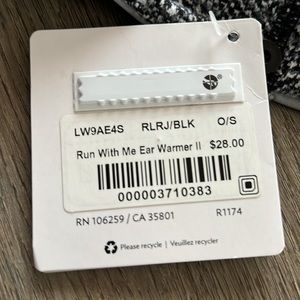 LW9AE4S RLRJ/BLK O/S
Run With Me Ear Warmer II $28.00
000003710383
RN 106259 / CA 35801 R1174
Please recycle | Veuillez recycler